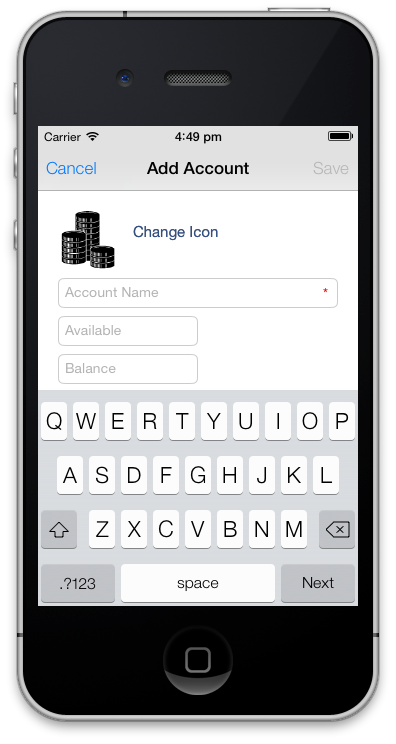 Carrier 4:49 pm
Cancel Add Account Save
Change Icon
Account Name *
Available
Balance
Q W E R T Y U I O P
A S D F G H J K L
Z X C V B N M
.?123 space Next